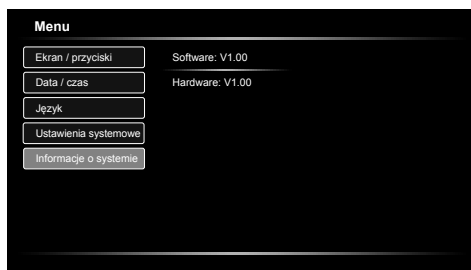 Menu
Ekran / przyciski
Software: V1.00
Data / czas
Hardware: V1.00
Język
Ustawienia systemowe
Informacje o systemie